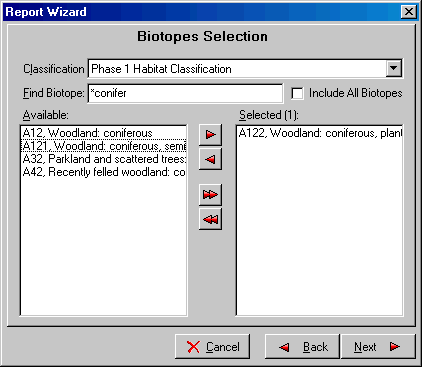 Report Wizard
Biotopes Selection
Classification
Phase 1 Habitat Classification
Find Biotope:
*conifer
Include All Biotopes
Available:
Selected (1):
A12, Woodland: coniferous
A121, Woodland: coniferous, semi
A32, Parkland and scattered trees:
A42, Recently felled woodland: co
A122, Woodland: coniferous, plant
Cancel
Back
Next